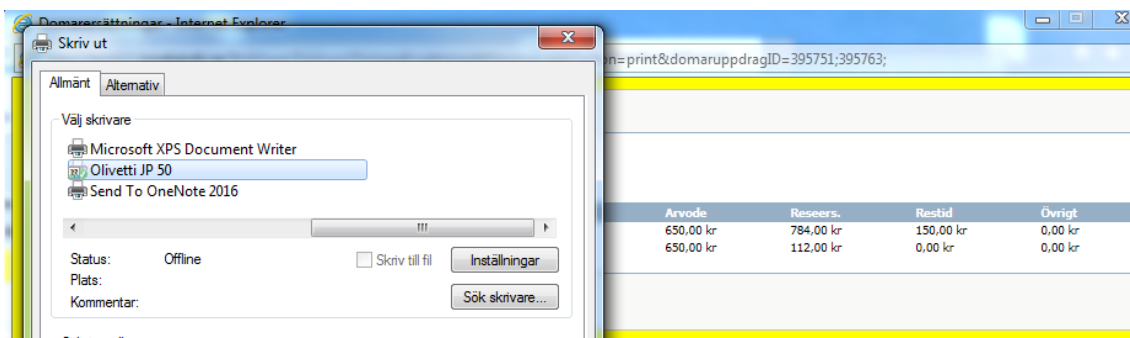 Domarersättningar - Internet Explorer
Skriv ut
n=print&domaruppdragID=395751;395763;
Allmänt Alternativ
Välj skrivare
Microsoft XPS Document Writer
Olivetti JP 50
Send To OneNote 2016
Arvode Reseers. Restid Övrigt
650,00 kr 784,00 kr 150,00 kr 0,00 kr
650,00 kr 112,00 kr 0,00 kr 0,00 kr
Status: Offline Skriv till fil Inställningar
Plats:
Kommentar: Sök skrivare...